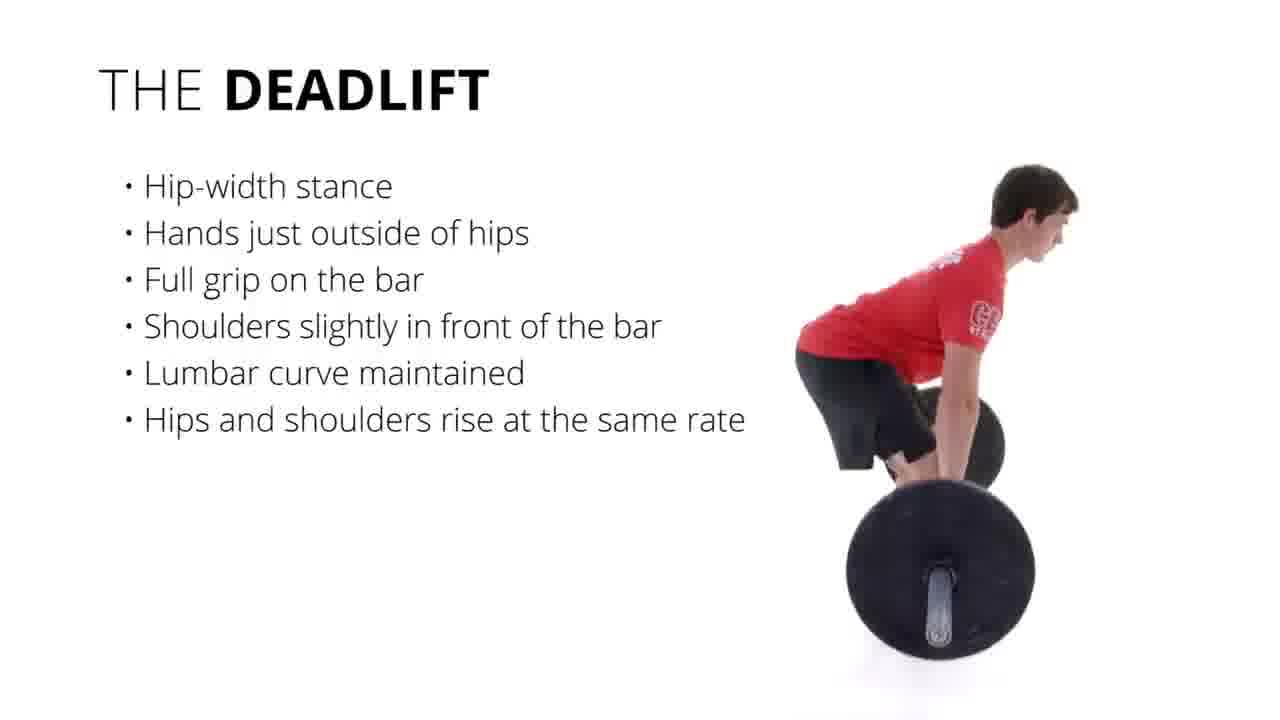 THE DEADLIFT
• Hip-width stance
• Hands just outside of hips
• Full grip on the bar
• Shoulders slightly in front of the bar
• Lumbar curve maintained
• Hips and shoulders rise at the same rate